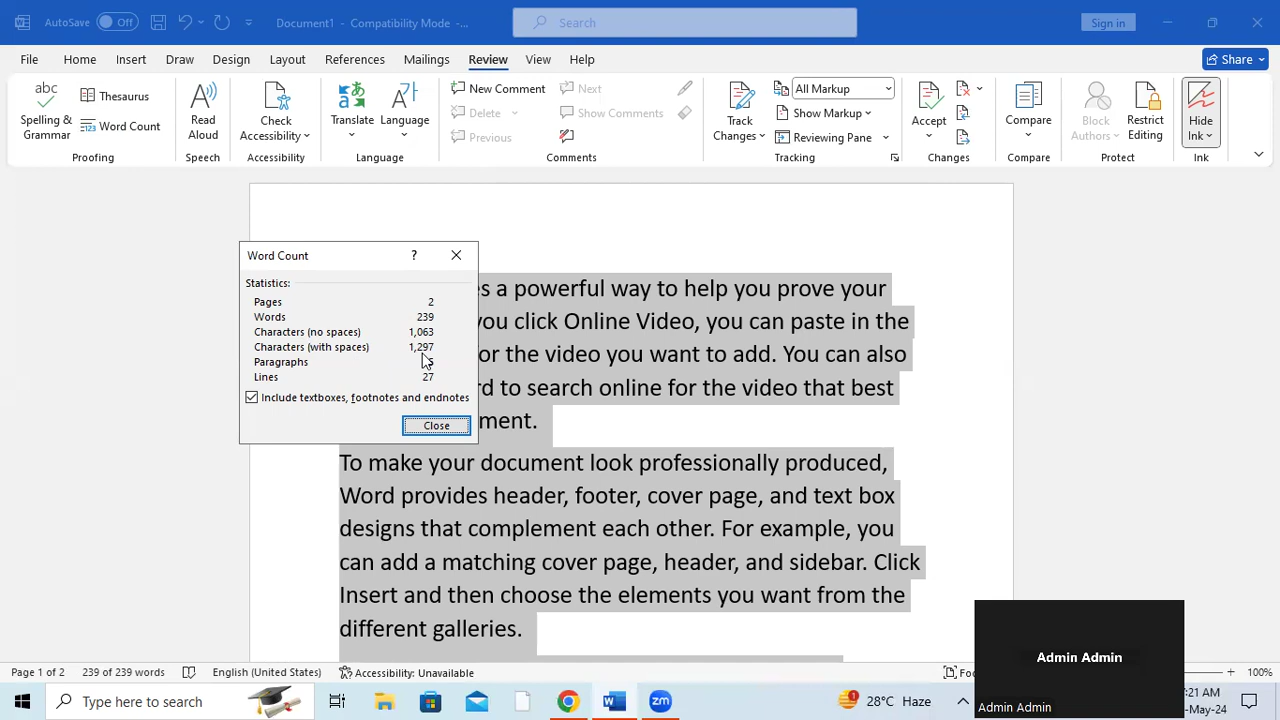 AutoSave Off Document1 - Compatibility Mode -... Search Sign in
File Home Insert Draw Design Layout References Mailings Review View Help Share
abc Spelling & Grammar
Thesaurus
Word Count
Proofing
Read Aloud
Speech
Check Accessibility
Accessibility
Translate
Language
Language
New Comment
Delete
Previous
Next
Show Comments
Comments
Track Changes
All Markup
Show Markup
Reviewing Pane
Tracking
Accept
Changes
Compare
Compare
Block Authors
Restrict Editing
Protect
Hide Ink
Ink
Word Count ?
Statistics:
Pages 2
Words 239
Characters (no spaces) 1,063
Characters (with spaces) 1,297
Paragraphs
Lines 27
Include textboxes, footnotes and endnotes
Close
a powerful way to help you prove your
you click Online Video, you can paste in the
for the video you want to add. You can also
to search online for the video that best
To make your document look professionally produced,
Word provides header, footer, cover page, and text box
designs that complement each other. For example, you
can add a matching cover page, header, and sidebar. Click
Insert and then choose the elements you want from the
different galleries.
Admin Admin
Admin Admin
Page 1 of 2 239 of 239 words English (United States) Accessibility: Unavailable 100%
Type here to search W zm 1 28°C Haze